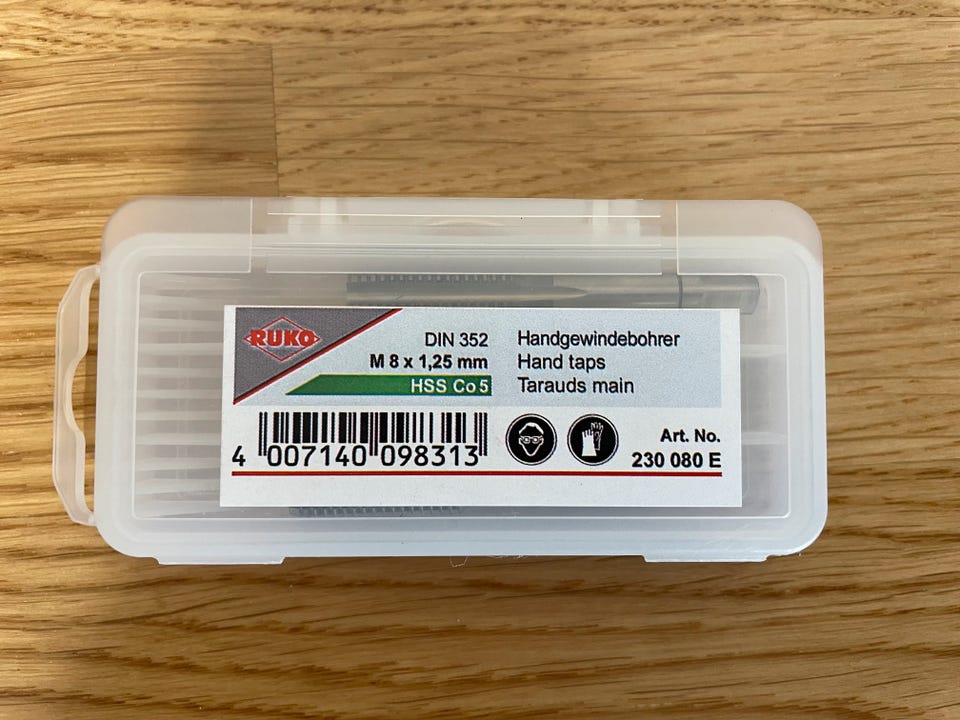 RUKO
DIN 352
M 8 x 1,25 mm
HSS Co 5
Handgewindebohrer
Hand taps
Tarauds main
4 007140 098313
Art. No.
230 080 E